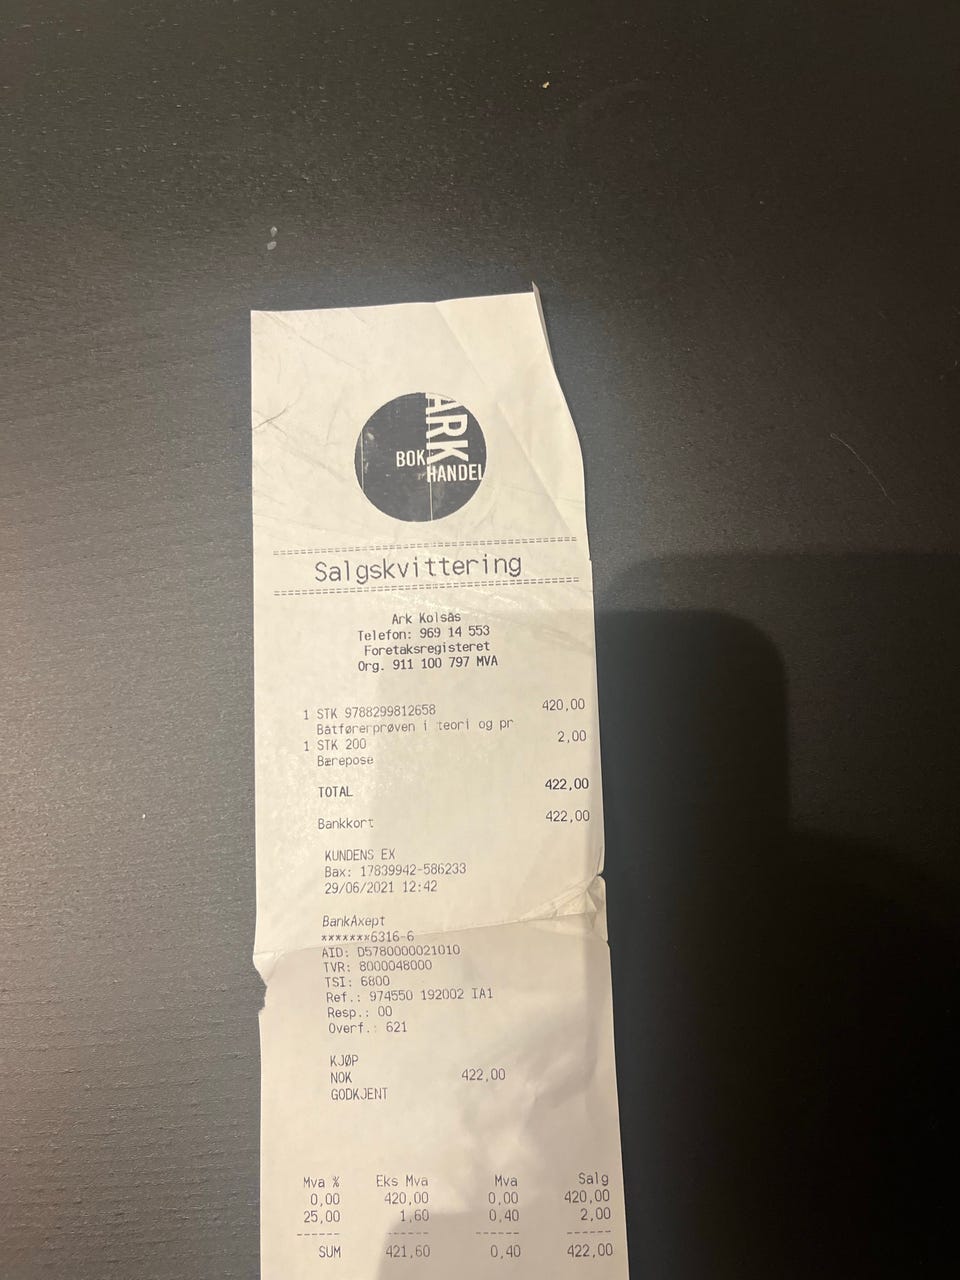 ARK
BOK
HANDEL
==========================================
Salgskvittering
==========================================
Ark Kolsås
Telefon: 969 14 553
Foretaksregisteret
Org. 911 100 797 MVA
1 STK 9788299812658 420,00
Båtførerprøven i teori og pr
1 STK 200 2,00
Bærepose
TOTAL 422,00
Bankkort 422,00
KUNDENS EX
Bax: 17839942-586233
29/06/2021 12:42
BankAxept
*******6316-6
AID: D5780000021010
TVR: 8000048000
TSI: 6800
Ref.: 974550 192002 IA1
Resp.: 00
Overf.: 621
KJØP
NOK 422,00
GODKJENT
Mva % Eks Mva Mva Salg
0,00 420,00 0,00 420,00
25,00 1,60 0,40 2,00
------ ------ ------ ------
SUM 421,60 0,40 422,00